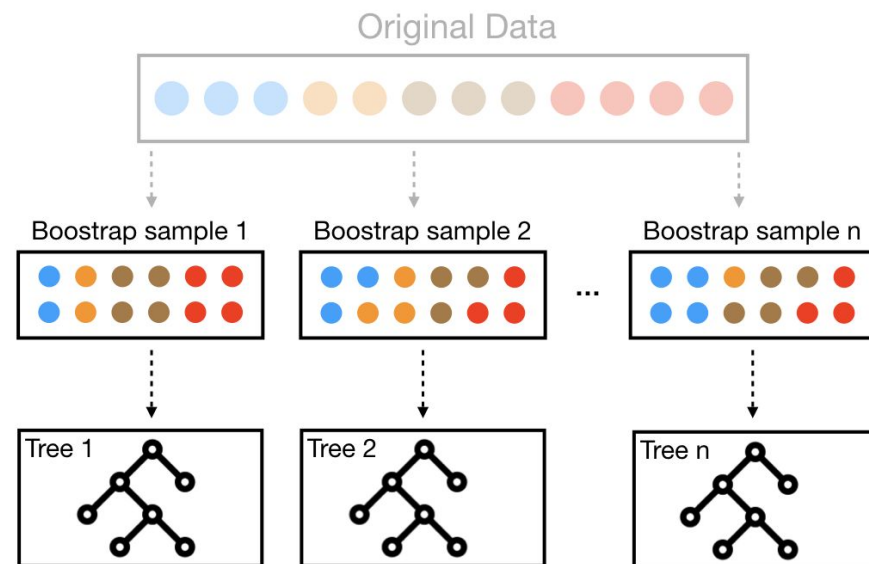 Original Data
Boostrap sample 1
Boostrap sample 2
Boostrap sample n
...
Tree 1
Tree 2
Tree n